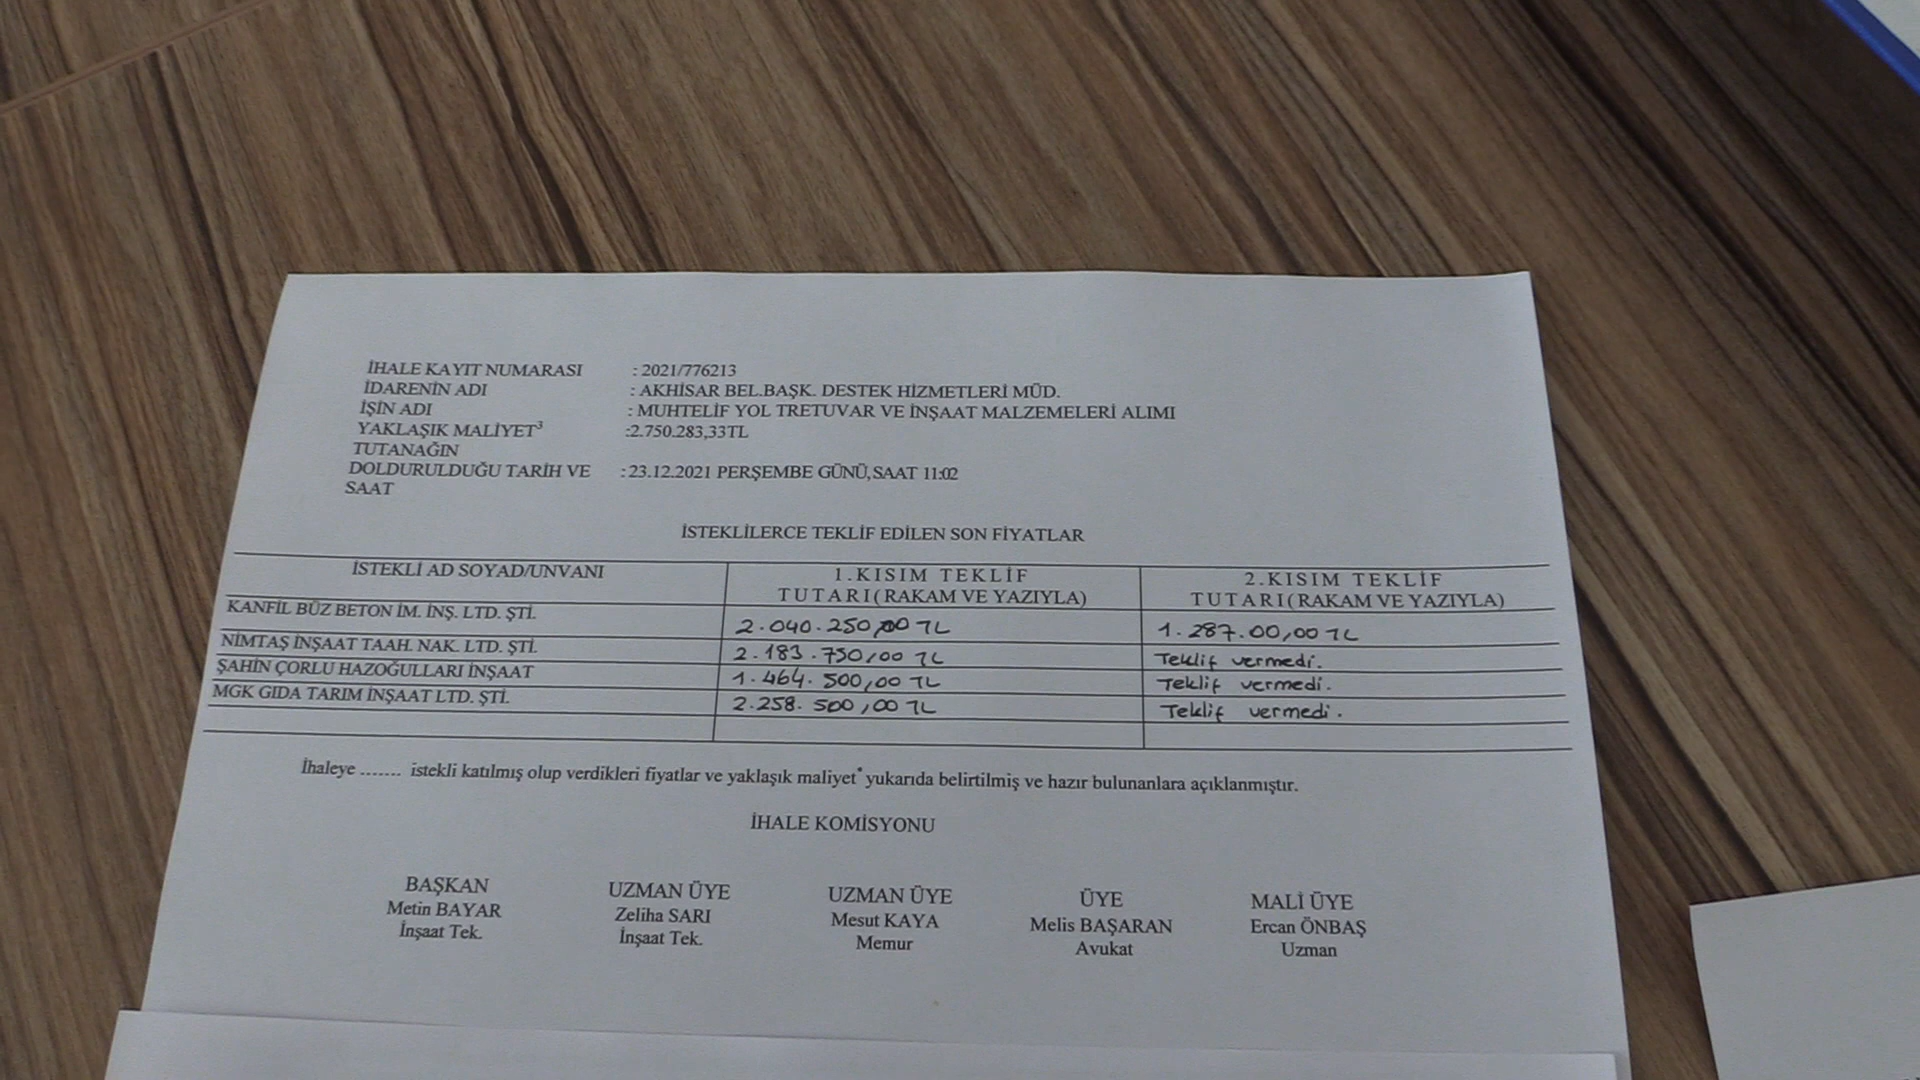 İHALE KAYIT NUMARASI : 2021/776213
İDARENİN ADI : AKHİSAR BEL.BAŞK. DESTEK HİZMETLERİ MÜD.
İŞİN ADI : MUHTELİF YOL TRETUVAR VE İNŞAAT MALZEMELERİ ALIMI
YAKLAŞIK MALİYET³ :2.750.283,33TL
TUTANAĞIN
DOLDURULDUĞU TARİH VE : 23.12.2021 PERŞEMBE GÜNÜ, SAAT 11:02
SAAT
İSTEKLİLERCE TEKLİF EDİLEN SON FİYATLAR
İSTEKLİ AD SOYAD/UNVANI 1.KISIM TEKLİF 2.KISIM TEKLİF
TUTARI(RAKAM VE YAZIYLA) TUTARI(RAKAM VE YAZIYLA)
KANFİL BÜZ BETON İM. İNŞ. LTD. ŞTİ. 2.040.250,00 TL 1.287.00,00 TL
NİMTAŞ İNŞAAT TAAH. NAK. LTD. ŞTİ. 2.183.750,00 TL Teklif vermedi.
ŞAHİN ÇORLU HAZOĞULLARI İNŞAAT 1.464.500,00 TL Teklif vermedi.
MGK GIDA TARIM İNŞAAT LTD. ŞTİ. 2.258.500,00 TL Teklif vermedi.
İhaleye ....... istekli katılmış olup verdikleri fiyatlar ve yaklaşık maliyet* yukarıda belirtilmiş ve hazır bulunanlara açıklanmıştır.
İHALE KOMİSYONU
BAŞKAN UZMAN ÜYE UZMAN ÜYE ÜYE MALİ ÜYE
Metin BAYAR Zeliha SARI Mesut KAYA Melis BAŞARAN Ercan ÖNBAŞ
İnşaat Tek. İnşaat Tek. Memur Avukat Uzman